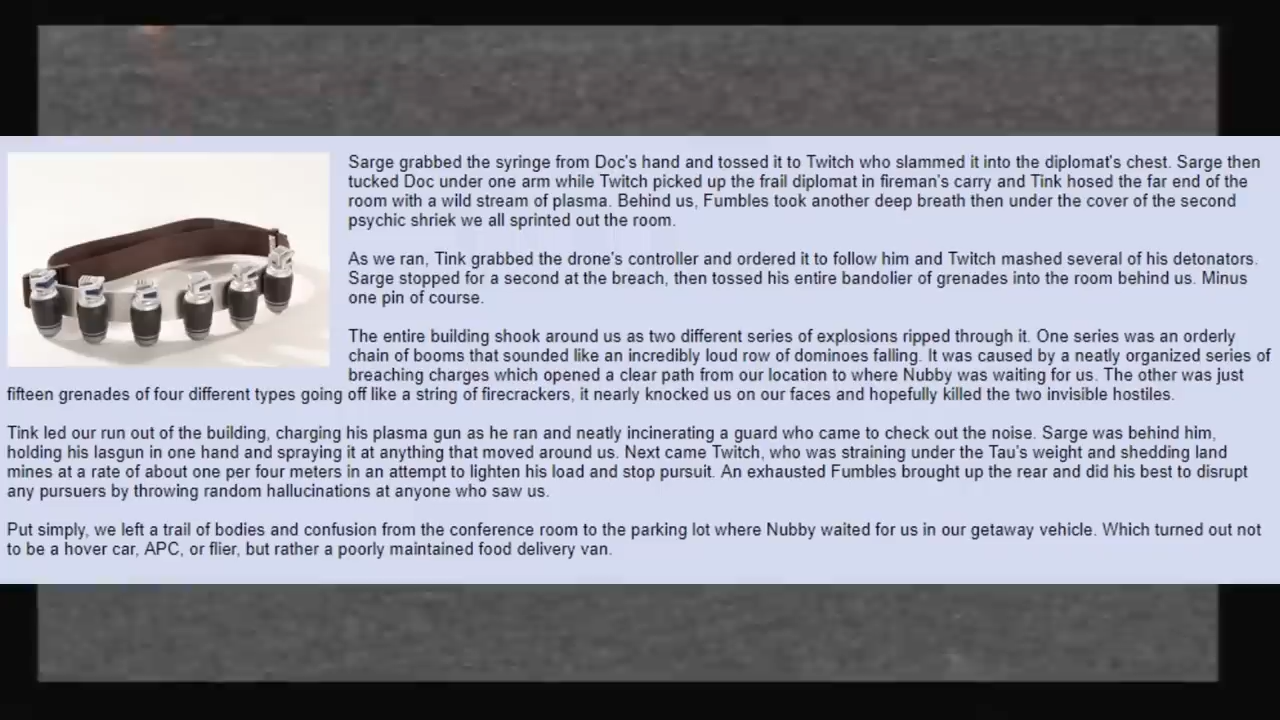 Sarge grabbed the syringe from Doc's hand and tossed it to Twitch who slammed it into the diplomat's chest. Sarge then
tucked Doc under one arm while Twitch picked up the frail diplomat in fireman's carry and Tink hosed the far end of the
room with a wild stream of plasma. Behind us, Fumbles took another deep breath then under the cover of the second
psychic shriek we all sprinted out the room.
As we ran, Tink grabbed the drone's controller and ordered it to follow him and Twitch mashed several of his detonators.
Sarge stopped for a second at the breach, then tossed his entire bandolier of grenades into the room behind us. Minus
one pin of course.
The entire building shook around us as two different series of explosions ripped through it. One series was an orderly
chain of booms that sounded like an incredibly loud row of dominoes falling. It was caused by a neatly organized series of
breaching charges which opened a clear path from our location to where Nubby was waiting for us. The other was just
fifteen grenades of four different types going off like a string of firecrackers, it nearly knocked us on our faces and hopefully killed the two invisible hostiles.
Tink led our run out of the building, charging his plasma gun as he ran and neatly incinerating a guard who came to check out the noise. Sarge was behind him,
holding his lasgun in one hand and spraying it at anything that moved around us. Next came Twitch, who was straining under the Tau's weight and shedding land
mines at a rate of about one per four meters in an attempt to lighten his load and stop pursuit. An exhausted Fumbles brought up the rear and did his best to disrupt
any pursuers by throwing random hallucinations at anyone who saw us.
Put simply, we left a trail of bodies and confusion from the conference room to the parking lot where Nubby waited for us in our getaway vehicle. Which turned out not
to be a hover car, APC, or flier, but rather a poorly maintained food delivery van.